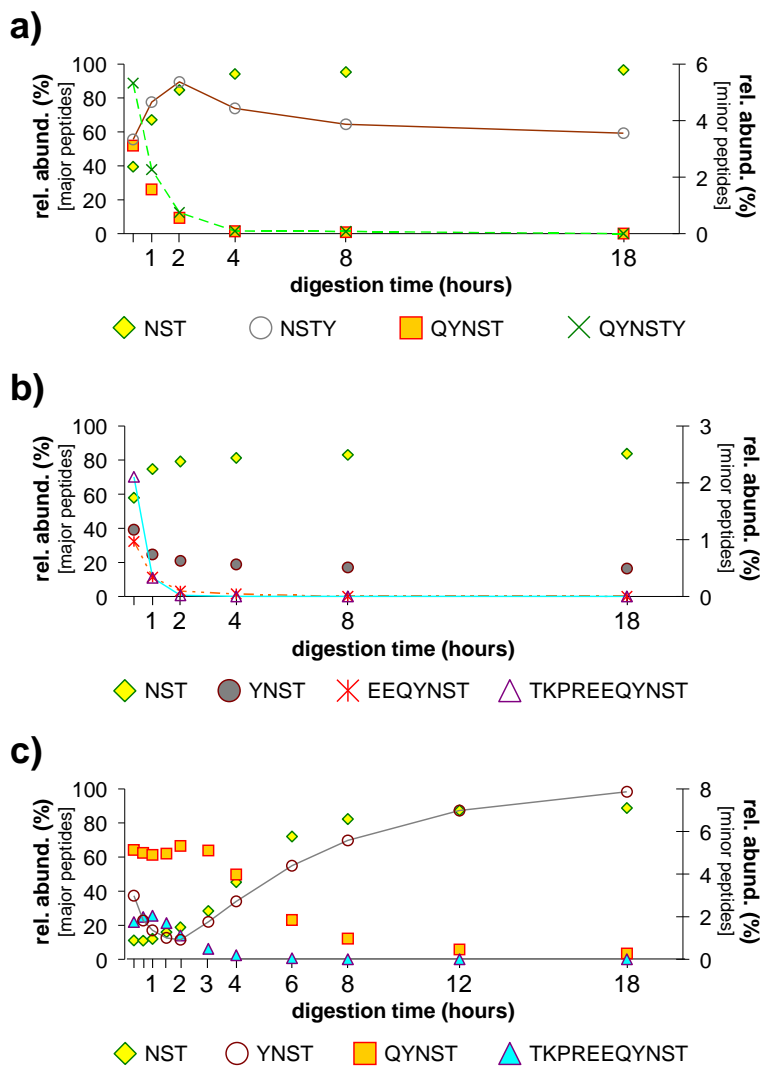 a)
rel. abund. (%)
[major peptides]
100
80
60
40
20
0
6
4
2
0
rel. abund. (%)
[minor peptides]
1 2 4 8 18
digestion time (hours)
NST NSTY QYNST QYNSTY
b)
rel. abund. (%)
[major peptides]
100
80
60
40
20
0
3
2
1
0
rel. abund. (%)
[minor peptides]
1 2 4 8 18
digestion time (hours)
NST YNST EEQYNST TKPREEQYNST
c)
rel. abund. (%)
[major peptides]
100
80
60
40
20
0
8
6
4
2
0
rel. abund. (%)
[minor peptides]
1 2 3 4 6 8 12 18
digestion time (hours)
NST YNST QYNST TKPREEQYNST